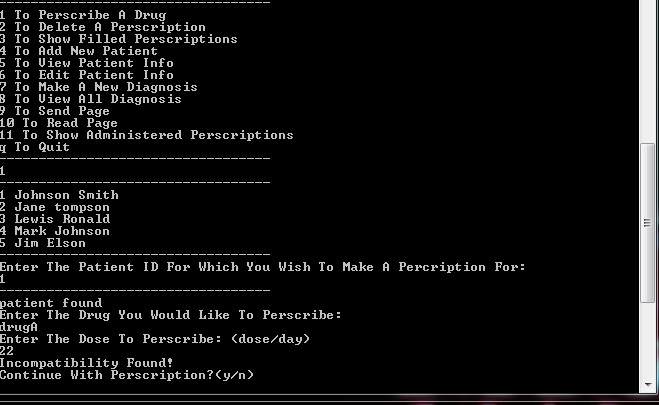 ----------------------------------
1 To Perscribe A Drug
2 To Delete A Perscription
3 To Show Filled Perscriptions
4 To Add New Patient
5 To View Patient Info
6 To Edit Patient Info
7 To Make A New Diagnosis
8 To View All Diagnosis
9 To Send Page
10 To Read Page
11 To Show Administered Perscriptions
q To Quit
----------------------------------
1
----------------------------------
1 Johnson Smith
2 Jane tompson
3 Lewis Ronald
4 Mark Johnson
5 Jim Elson
----------------------------------
Enter The Patient ID For Which You Wish To Make A Percription For:
1
----------------------------------
patient found
Enter The Drug You Would Like To Perscribe:
drugA
Enter The Dose To Perscribe: (dose/day)
22
Incompatibility Found!
Continue With Perscription?(y/n)